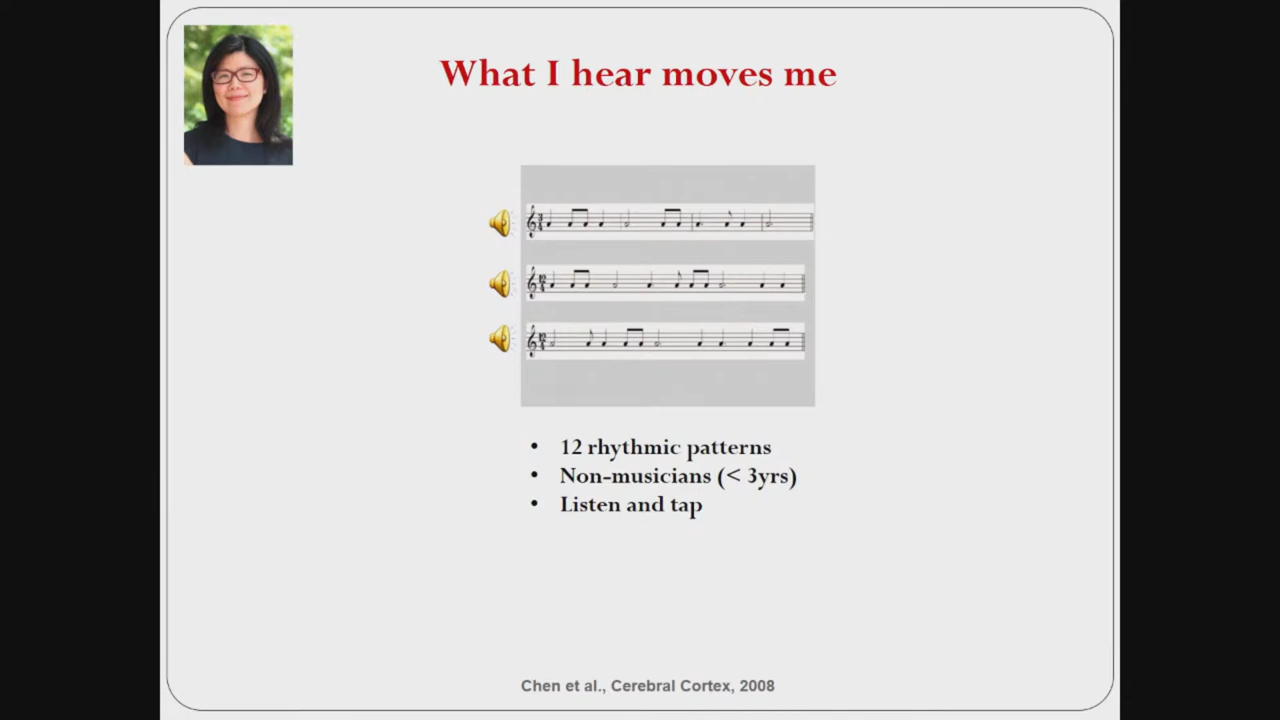 What I hear moves me
• 12 rhythmic patterns
• Non-musicians (< 3yrs)
• Listen and tap
Chen et al., Cerebral Cortex, 2008